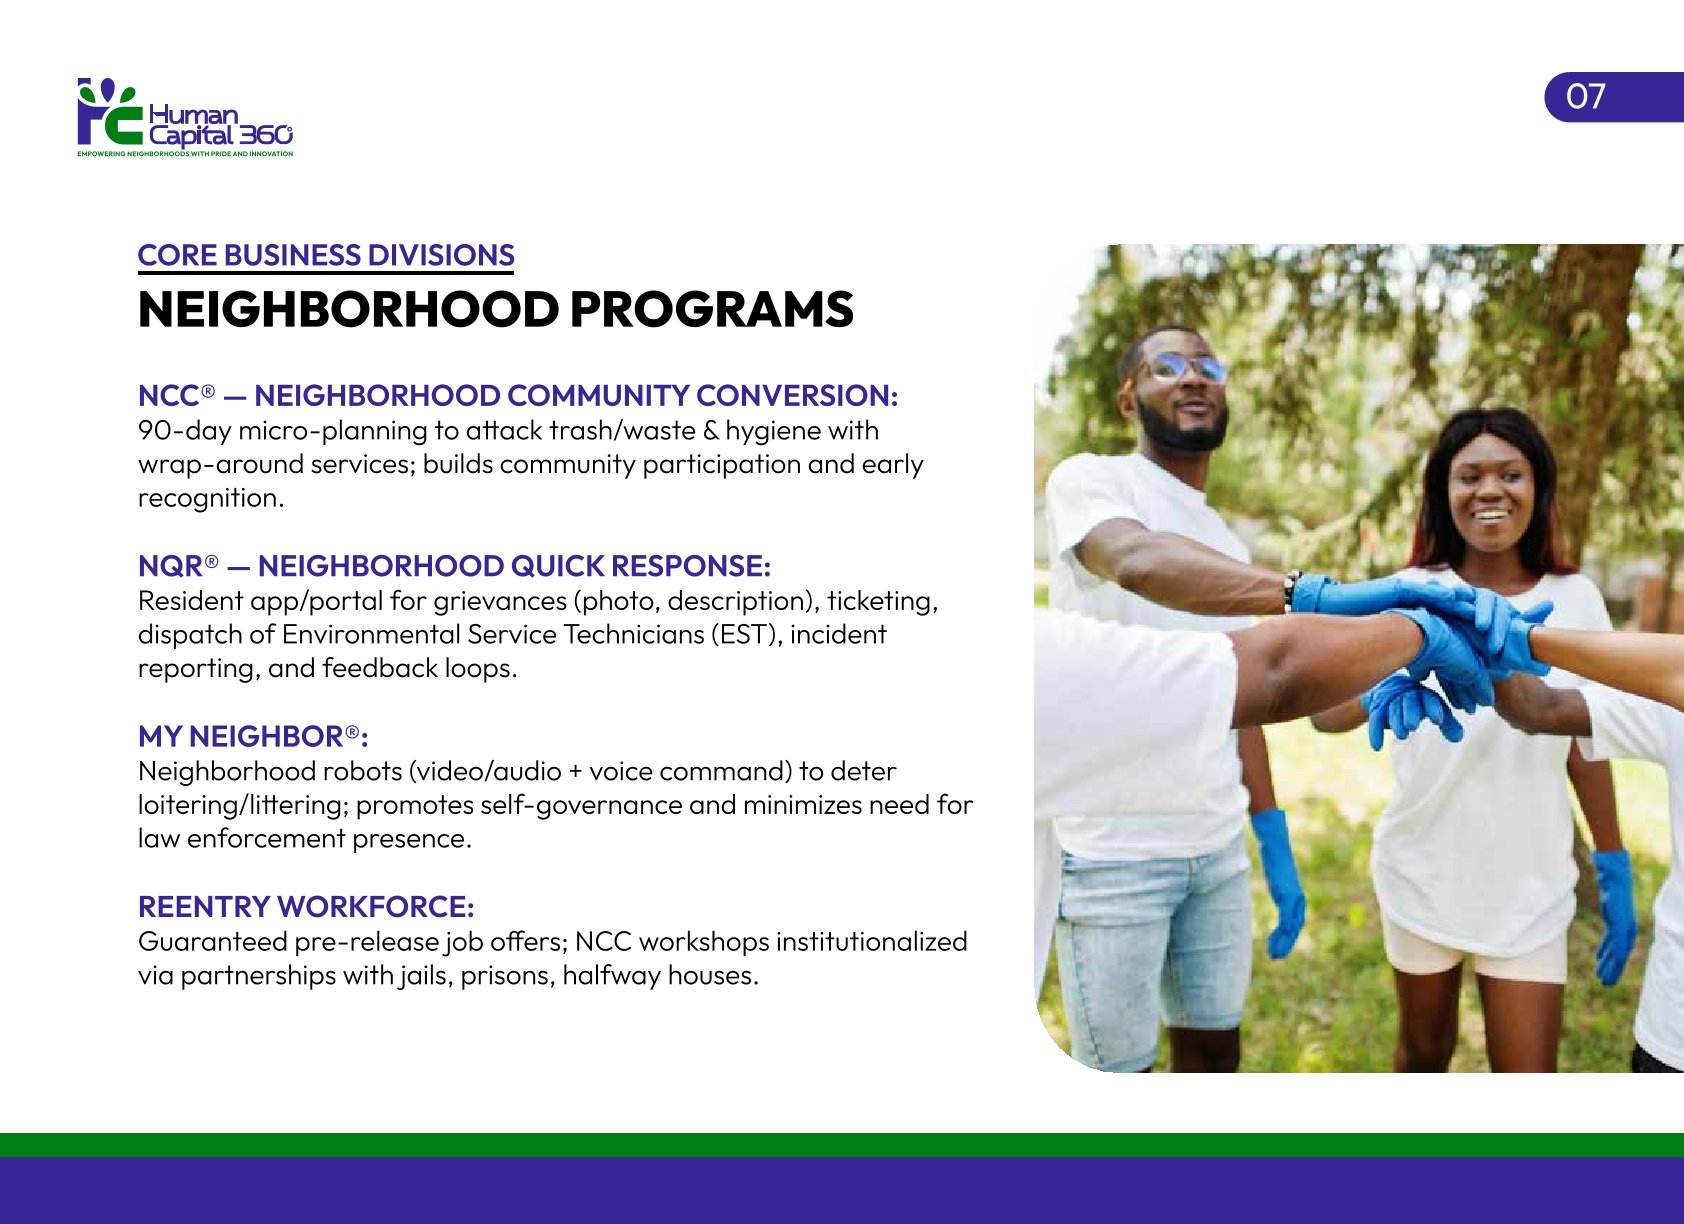 Human
Capital 360°
EMPOWERING NEIGHBORHOODS WITH PRIDE AND INNOVATION
07
CORE BUSINESS DIVISIONS
NEIGHBORHOOD PROGRAMS
NCC® — NEIGHBORHOOD COMMUNITY CONVERSION:
90-day micro-planning to attack trash/waste & hygiene with
wrap-around services; builds community participation and early
recognition.
NQR® — NEIGHBORHOOD QUICK RESPONSE:
Resident app/portal for grievances (photo, description), ticketing,
dispatch of Environmental Service Technicians (EST), incident
reporting, and feedback loops.
MY NEIGHBOR®:
Neighborhood robots (video/audio + voice command) to deter
loitering/littering; promotes self-governance and minimizes need for
law enforcement presence.
REENTRY WORKFORCE:
Guaranteed pre-release job offers; NCC workshops institutionalized
via partnerships with jails, prisons, halfway houses.